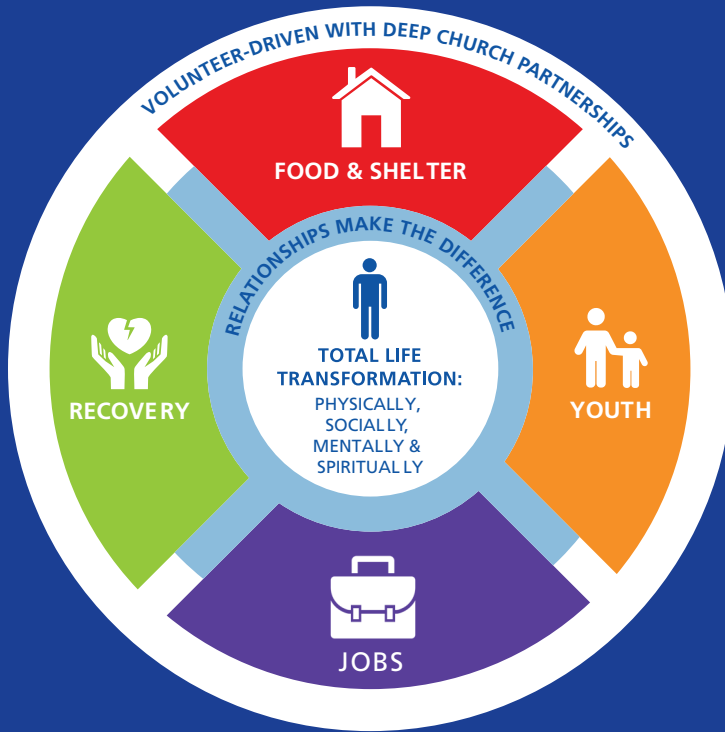 VOLUNTEER-DRIVEN WITH DEEP CHURCH PARTNERSHIPS
FOOD & SHELTER
RELATIONSHIPS MAKE THE DIFFERENCE
TOTAL LIFE
TRANSFORMATION:
PHYSICALLY,
SOCIALLY,
MENTALLY &
SPIRITUALLY
RECOVERY
YOUTH
JOBS